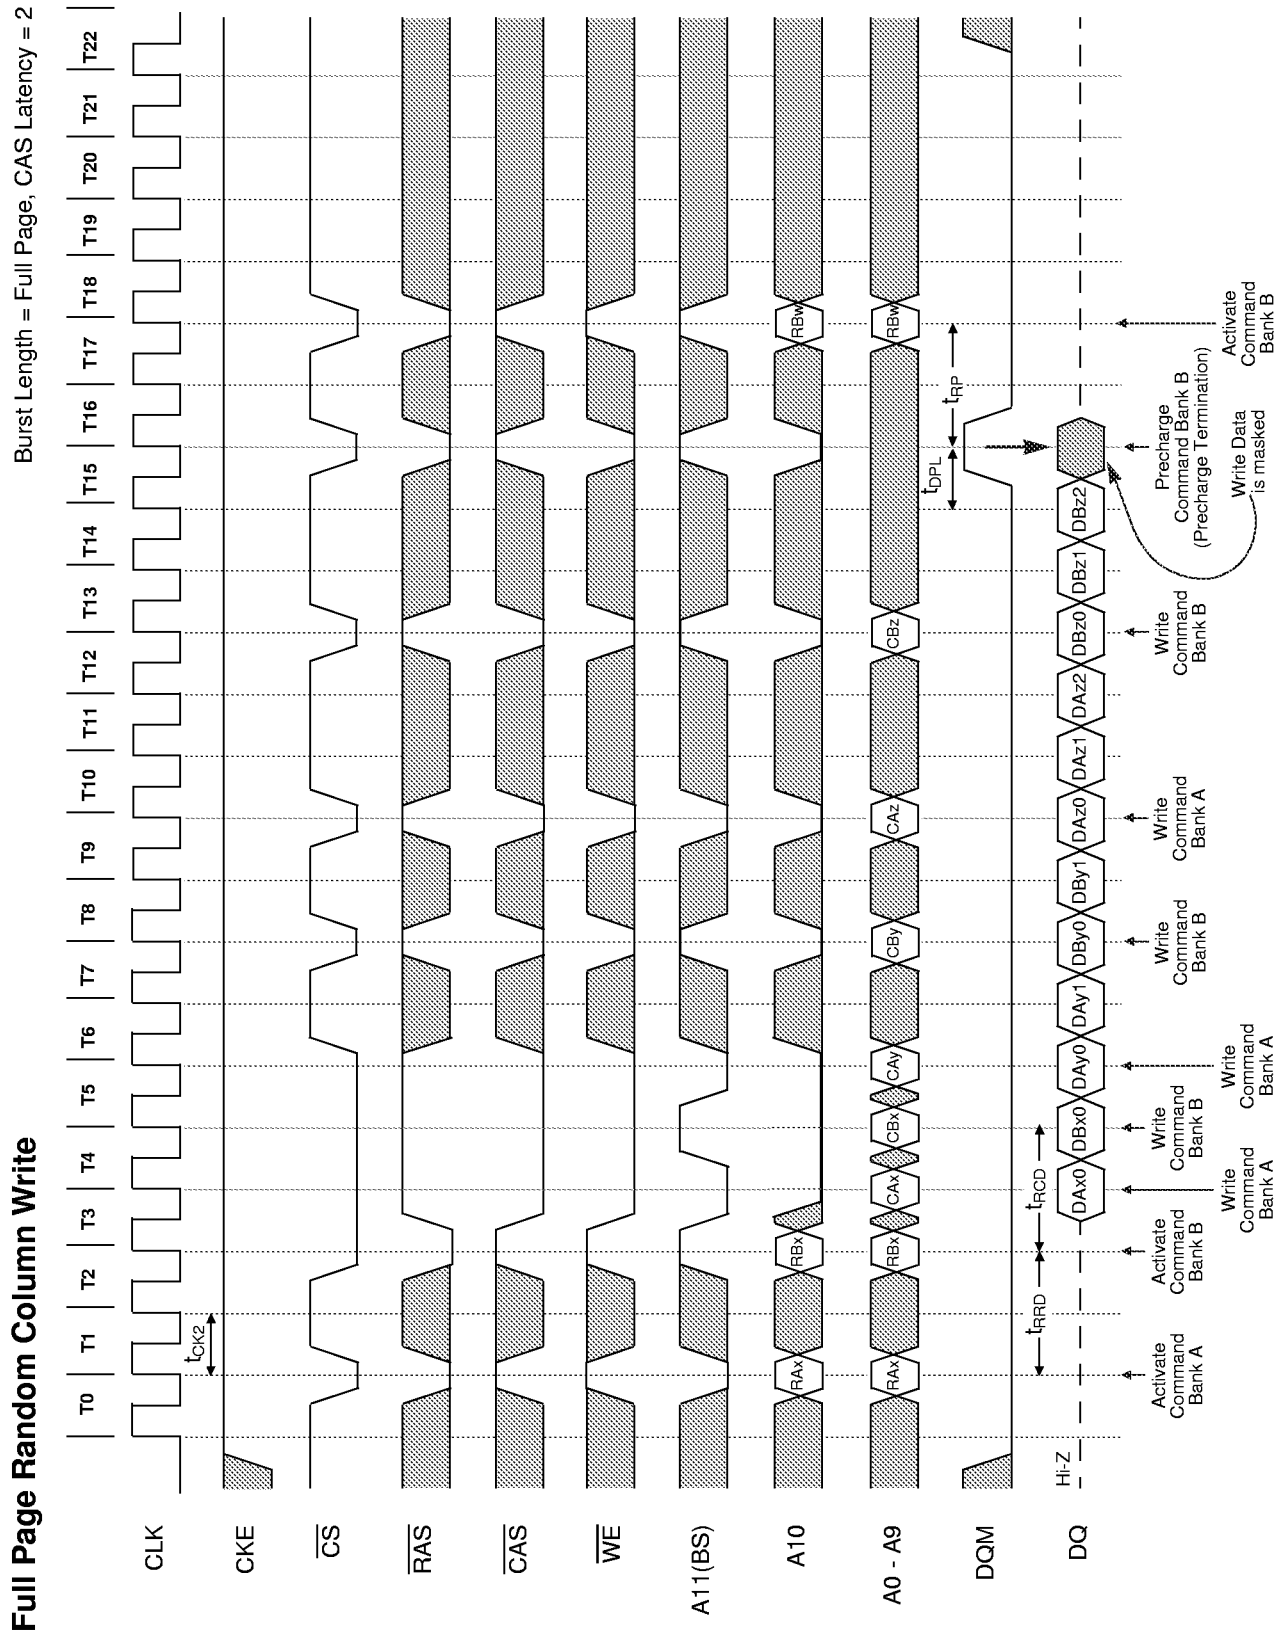 Full Page Random Column Write
Burst Length = Full Page, CAS Latency = 2
T0 T1 T2 T3 T4 T5 T6 T7 T8 T9 T10 T11 T12 T13 T14 T15 T16 T17 T18 T19 T20 T21 T22
CLK
tCK2
CKE
CS
RAS
CAS
WE
A11(BS)
A10
RAx RBx RBw
A0 - A9
RAx RBx CAx CBx CAy CBy CAz CBz RBw
tDPL tRP
DQM
tRRD tRCD
DQ
Hi-Z
DAx0 DBx0 DAy0 DAy1 DBy0 DBy1 DAz0 DAz1 DAz2 DBz0 DBz1 DBz2
Activate
Command
Bank A
Activate
Command
Bank B
Write
Command
Bank A
Write
Command
Bank B
Write
Command
Bank A
Write
Command
Bank B
Write
Command
Bank A
Write
Command
Bank B
Precharge
Command Bank B
(Precharge Termination)
Write Data
is masked
Activate
Command
Bank B